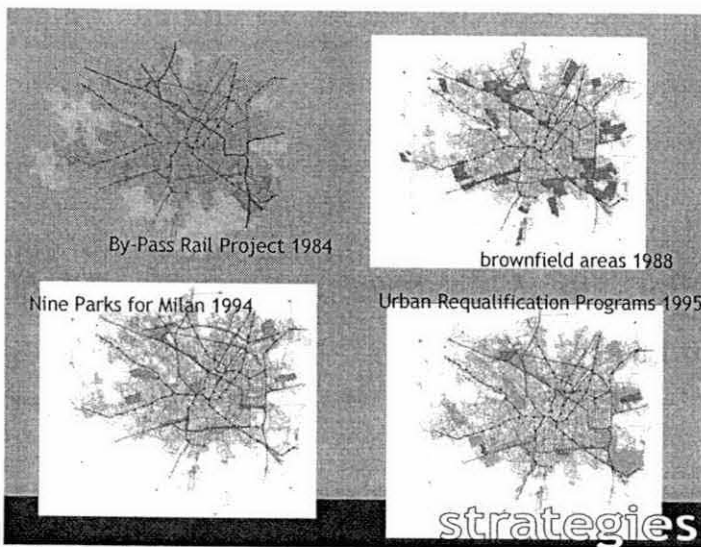 By-Pass Rail Project 1984
brownfield areas 1988
Nine Parks for Milan 1994
Urban Requalification Programs 1995
strategies